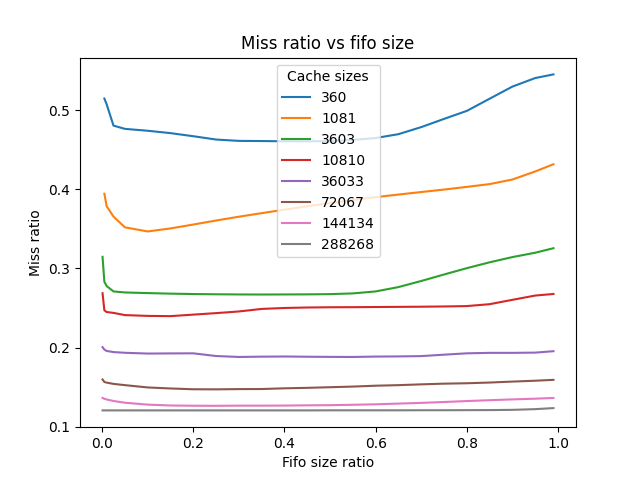 Miss ratio vs fifo size
Cache sizes
360
1081
3603
10810
36033
72067
144134
288268
Miss ratio
0.5
0.4
0.3
0.2
0.1
0.0 0.2 0.4 0.6 0.8 1.0
Fifo size ratio